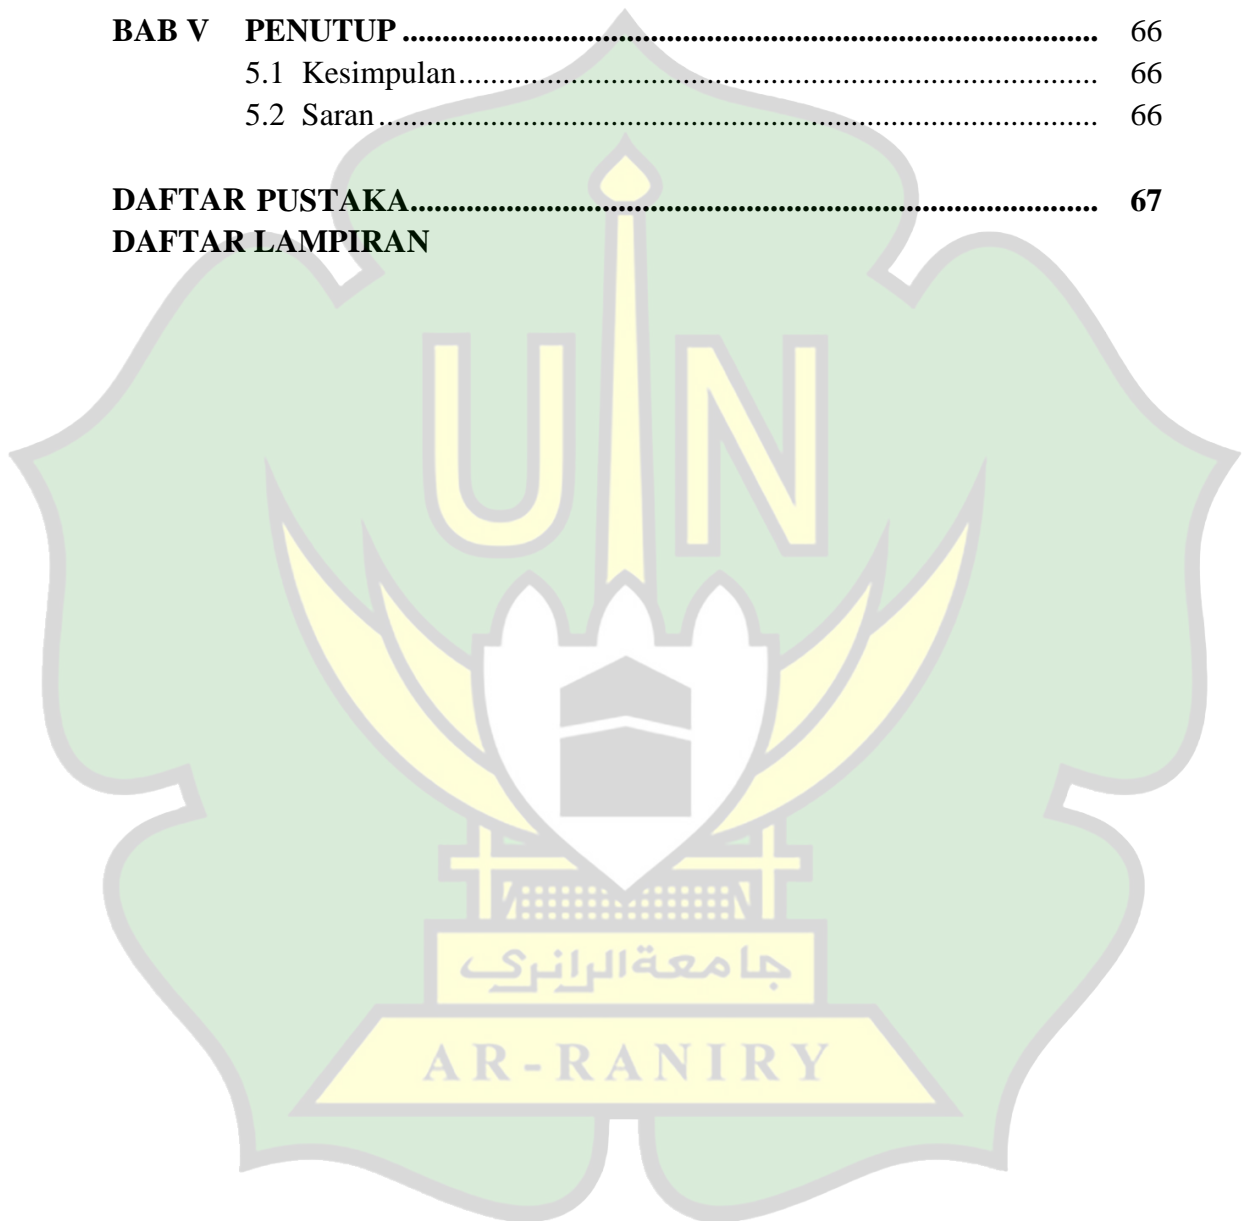 BAB V PENUTUP ........................................................................................ 66
5.1 Kesimpulan................................................................................ 66
5.2 Saran.......................................................................................... 66
DAFTAR PUSTAKA...................................................................................... 67
DAFTAR LAMPIRAN
UIN
جامعة الرانري
AR-RANIRY